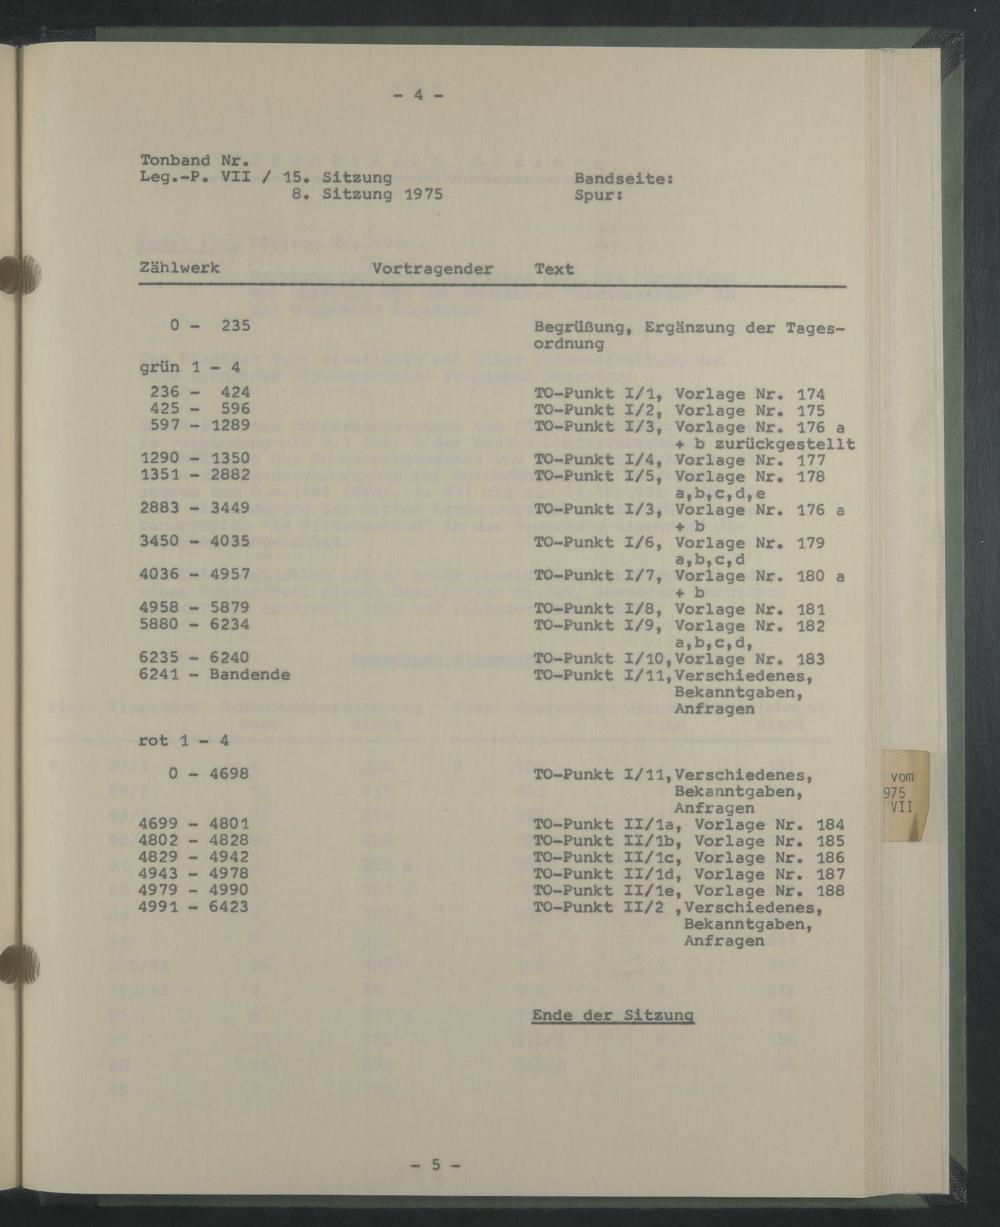 - 4 -
Tonband Nr.
Leg.-P. VII / 15. Sitzung Bandseite:
8. Sitzung 1975 Spur:
Zählwerk Vortragender Text
0 - 235 Begrüßung, Ergänzung der Tages-
ordnung
grün 1 - 4
236 - 424 TO-Punkt I/1, Vorlage Nr. 174
425 - 596 TO-Punkt I/2, Vorlage Nr. 175
597 - 1289 TO-Punkt I/3, Vorlage Nr. 176 a
+ b zurückgestellt
1290 - 1350 TO-Punkt I/4, Vorlage Nr. 177
1351 - 2882 TO-Punkt I/5, Vorlage Nr. 178
a,b,c,d,e
2883 - 3449 TO-Punkt I/3, Vorlage Nr. 176 a
+ b
3450 - 4035 TO-Punkt I/6, Vorlage Nr. 179
a,b,c,d
4036 - 4957 TO-Punkt I/7, Vorlage Nr. 180 a
+ b
4958 - 5879 TO-Punkt I/8, Vorlage Nr. 181
5880 - 6234 TO-Punkt I/9, Vorlage Nr. 182
a,b,c,d,
6235 - 6240 TO-Punkt I/10,Vorlage Nr. 183
6241 - Bandende TO-Punkt I/11,Verschiedenes,
Bekanntgaben,
Anfragen
rot 1 - 4
0 - 4698 TO-Punkt I/11,Verschiedenes,
Bekanntgaben,
Anfragen
4699 - 4801 TO-Punkt II/1a, Vorlage Nr. 184
4802 - 4828 TO-Punkt II/1b, Vorlage Nr. 185
4829 - 4942 TO-Punkt II/1c, Vorlage Nr. 186
4943 - 4978 TO-Punkt II/1d, Vorlage Nr. 187
4979 - 4990 TO-Punkt II/1e, Vorlage Nr. 188
4991 - 6423 TO-Punkt II/2 ,Verschiedenes,
Bekanntgaben,
Anfragen
Ende der Sitzung
- 5 -
vom
975
VII